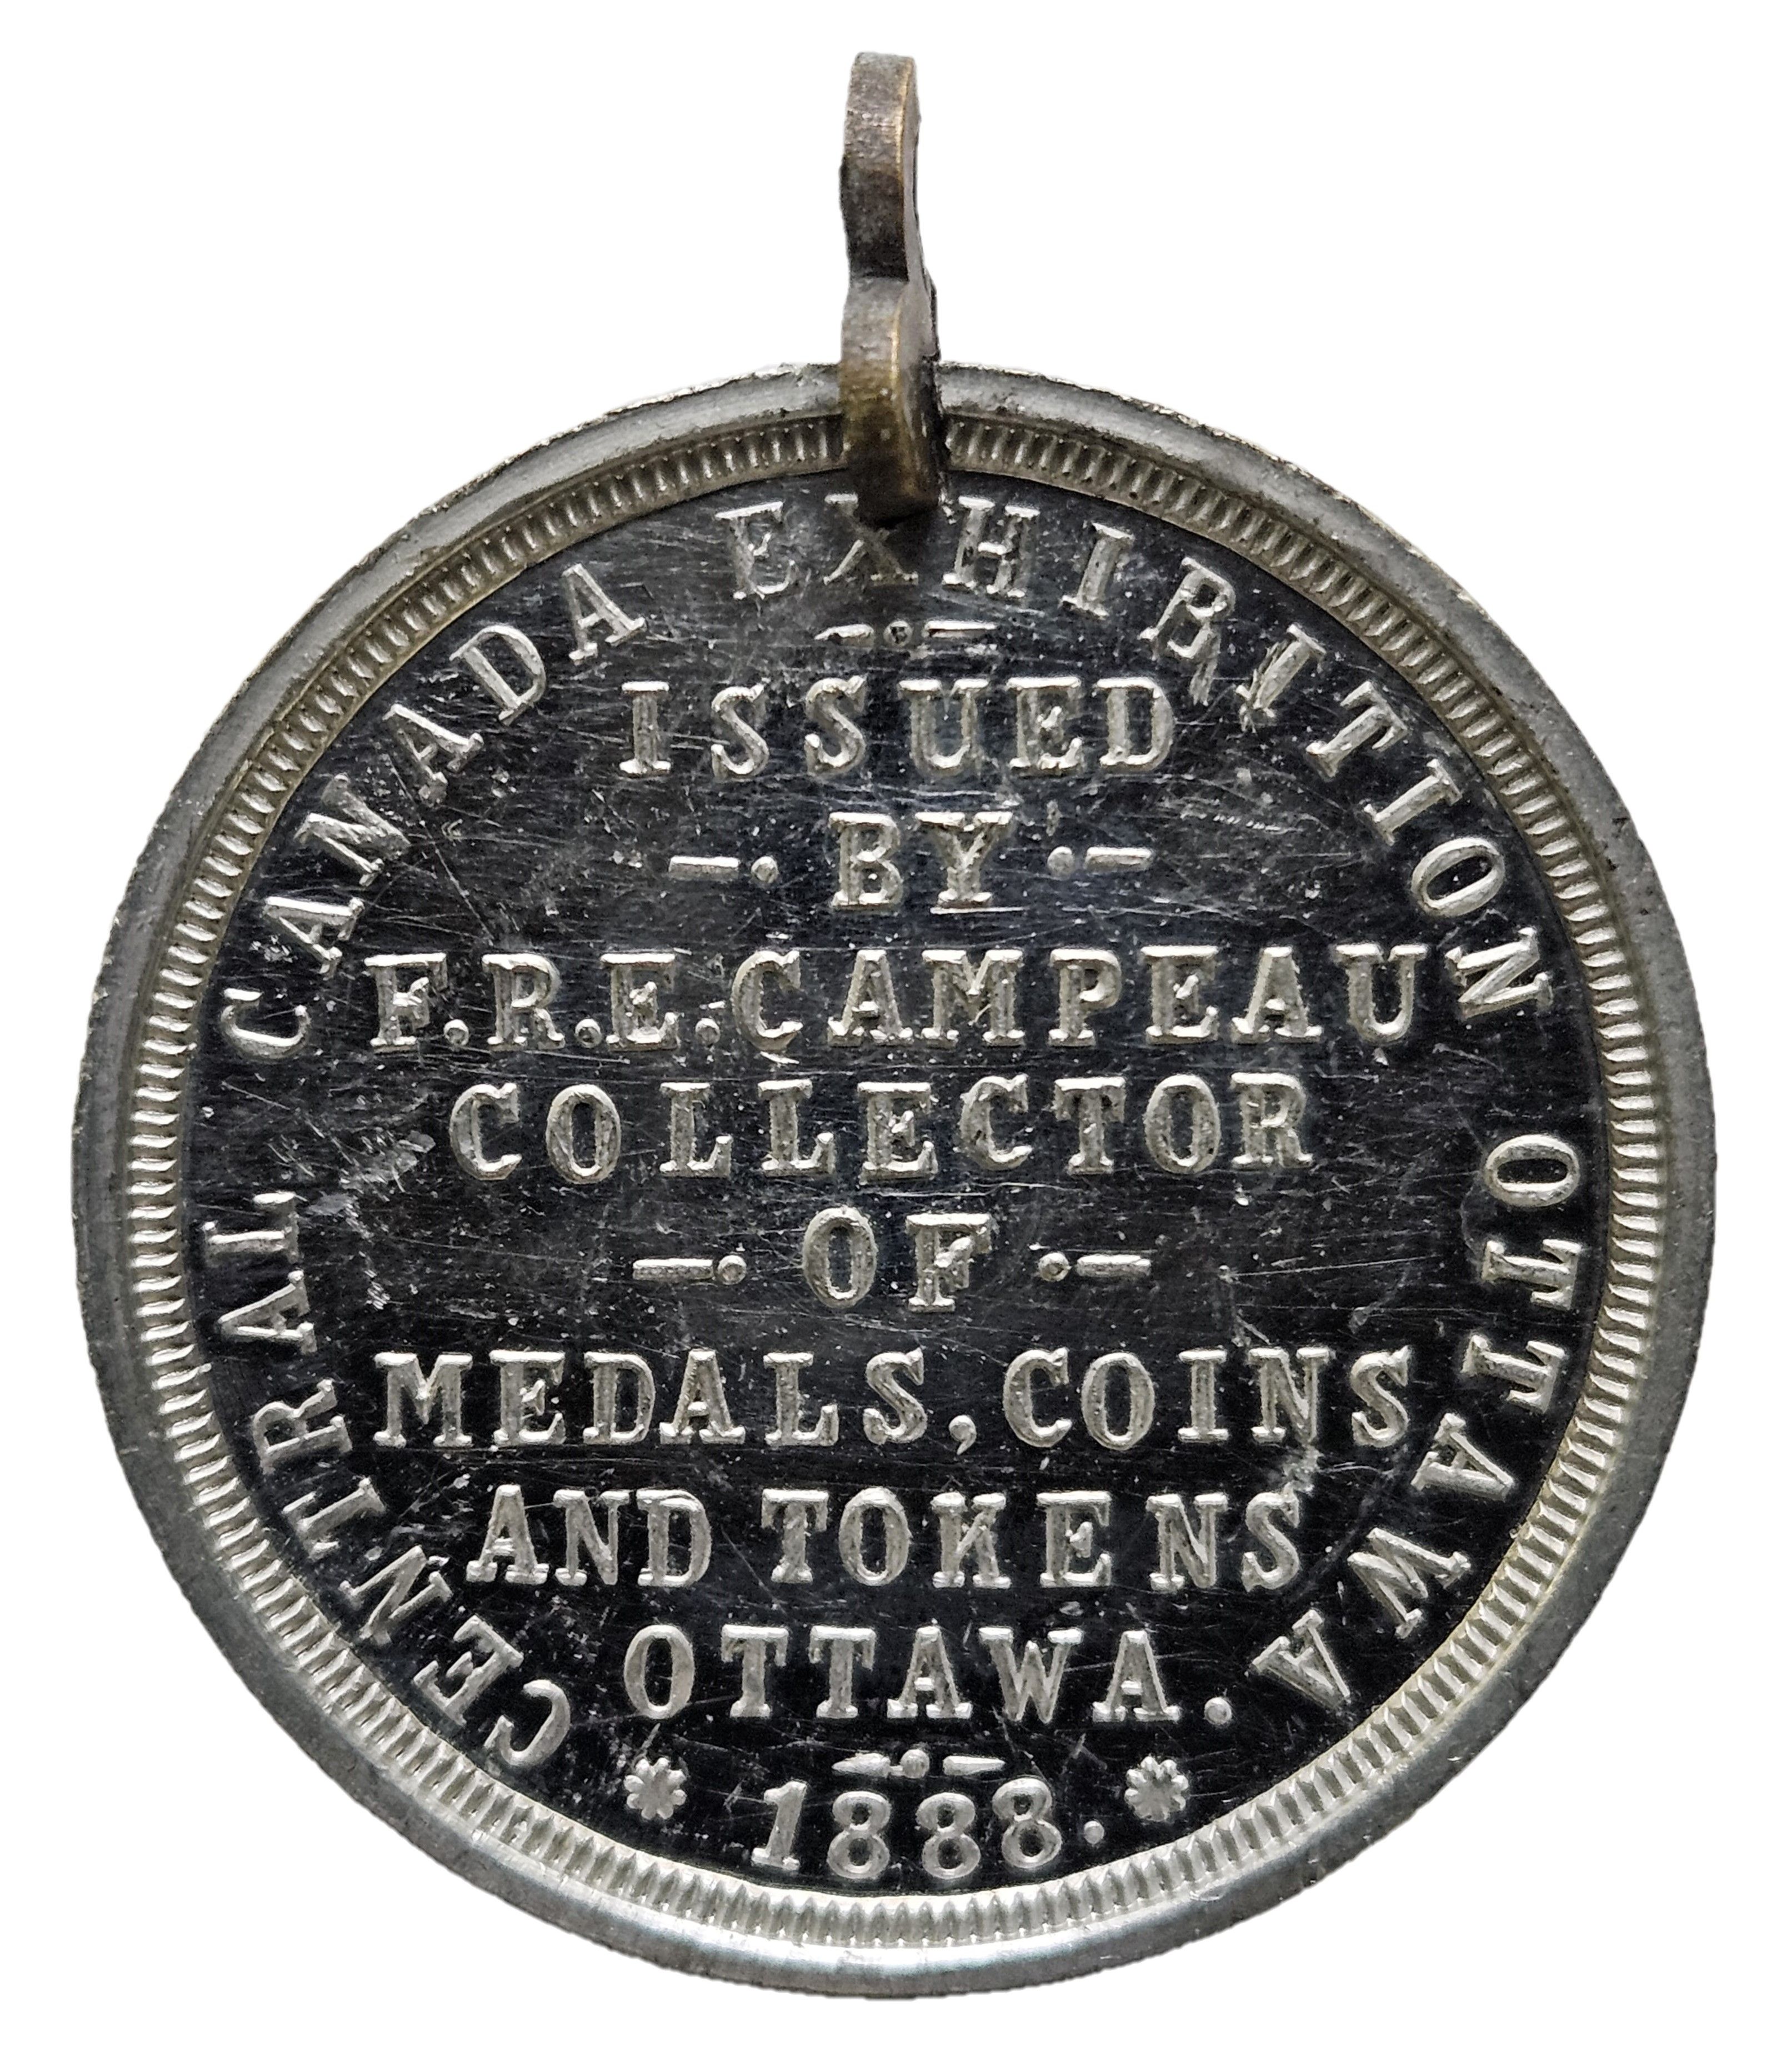 CENTRAL CANADA EXHIBITION OTTAWA
ISSUED
BY
F.R.E.CAMPEAU
COLLECTOR
OF
MEDALS, COINS
AND TOKENS
OTTAWA.
1888.